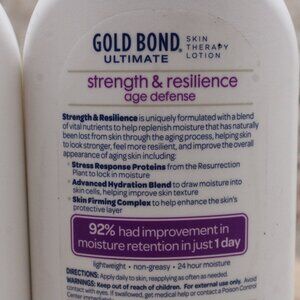 GOLD BOND® SKIN
ULTIMATE THERAPY
LOTION
strength & resilience
age defense
Strength & Resilience is uniquely formulated with a blend
of vital nutrients to help replenish moisture that has naturally
been lost from skin through the aging process, helping skin
to look stronger, feel more resilient, and improve the overall
appearance of aging skin including:
• Stress Response Proteins from the Resurrection
Plant to lock in moisture
• Advanced Hydration Blend to draw moisture into
skin cells, helping improve skin texture
• Skin Firming Complex to help enhance the skin's
protective layer
92% had improvement in
moisture retention in just 1 day
lightweight • non-greasy • 24 hour moisture
DIRECTIONS: Apply daily to skin, reapplying as often as needed.
WARNINGS: Keep out of reach of children. For external use only. Avoid
contact with eyes. If swallowed, get medical help or contact a Poison Control
Center immediately